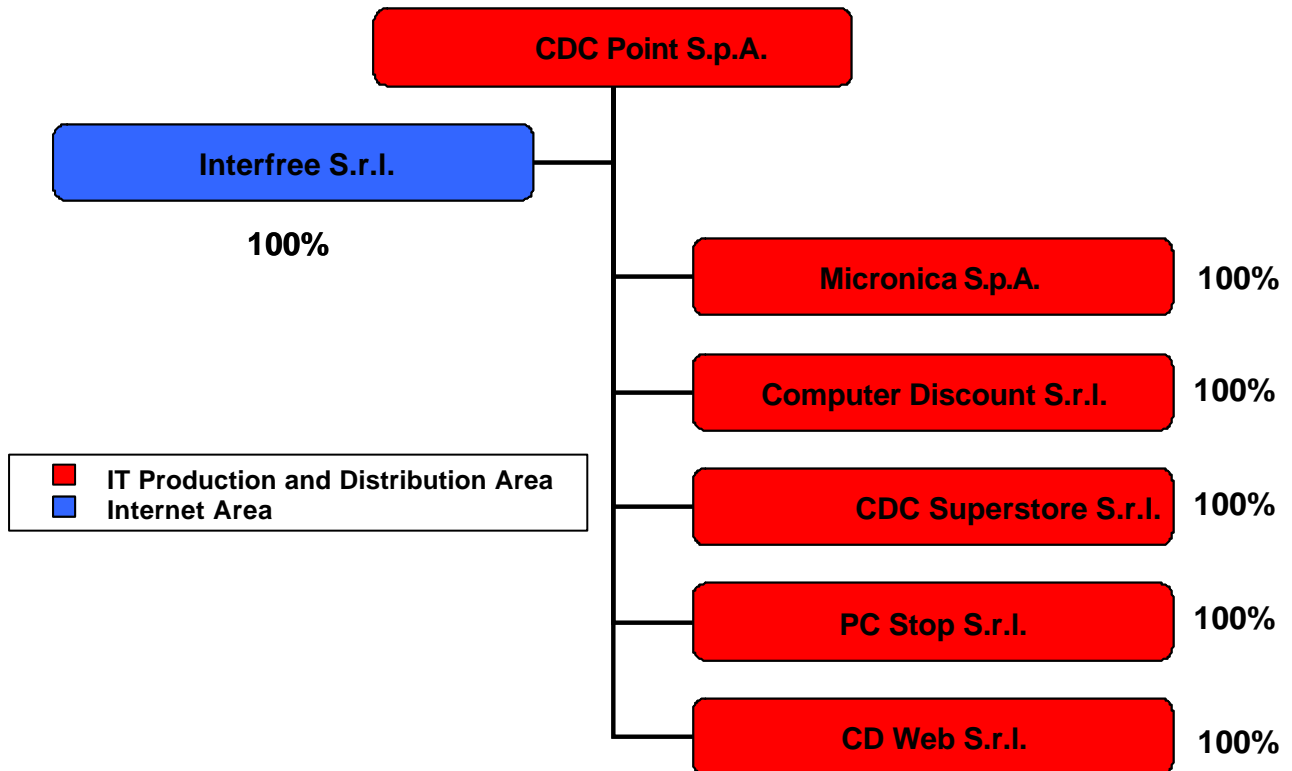 CDC Point S.p.A.
Interfree S.r.l.
100%
Micronica S.p.A.
100%
Computer Discount S.r.l.
100%
IT Production and Distribution Area
Internet Area
CDC Superstore S.r.l.
100%
PC Stop S.r.l.
100%
CD Web S.r.l.
100%